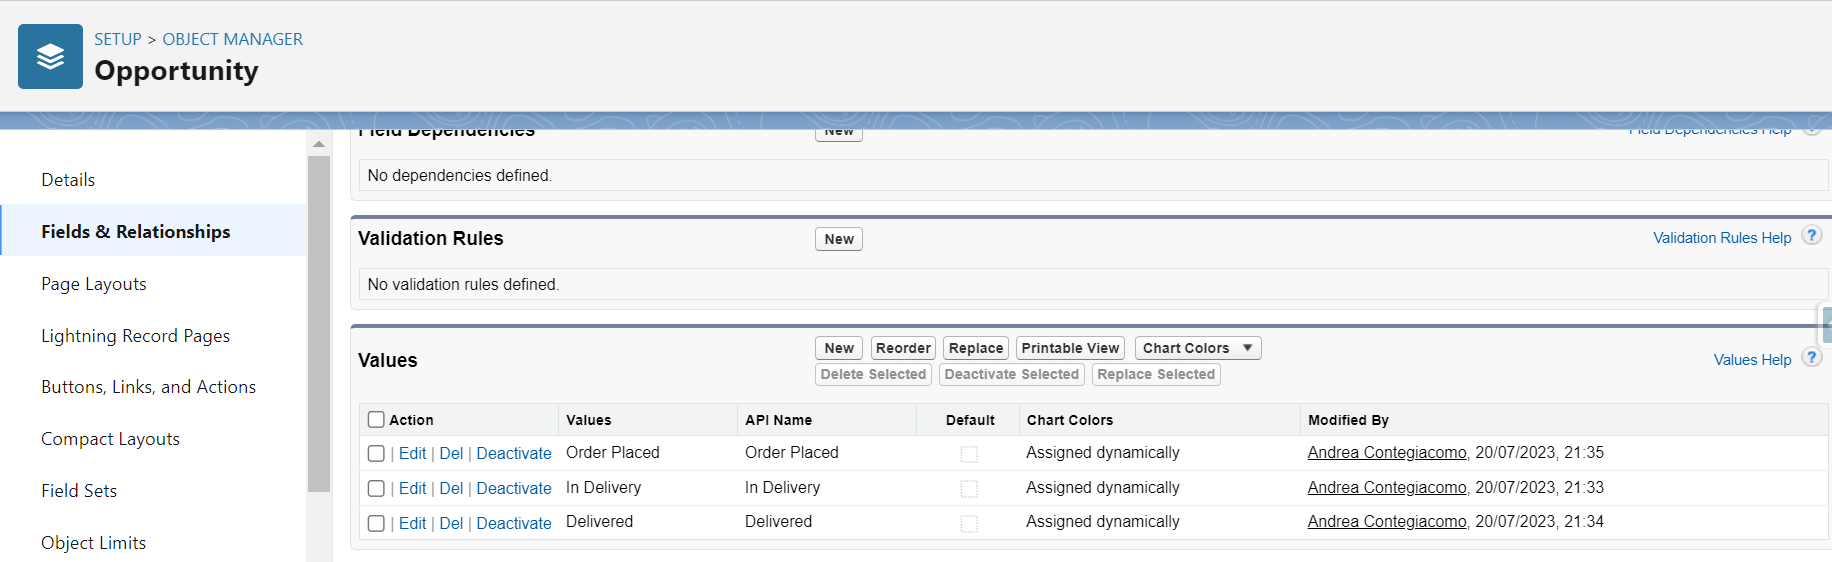 SETUP > OBJECT MANAGER
Opportunity
Details
Fields & Relationships
Page Layouts
Lightning Record Pages
Buttons, Links, and Actions
Compact Layouts
Field Sets
Object Limits
Field Dependencies New Field Dependencies Help ?
No dependencies defined.
Validation Rules New Validation Rules Help ?
No validation rules defined.
Values New Reorder Replace Printable View Chart Colors ▼ Values Help ?
Delete Selected Deactivate Selected Replace Selected
Action Values API Name Default Chart Colors Modified By
| Edit | Del | Deactivate Order Placed Order Placed Assigned dynamically Andrea Contegiacomo, 20/07/2023, 21:35
| Edit | Del | Deactivate In Delivery In Delivery Assigned dynamically Andrea Contegiacomo, 20/07/2023, 21:33
| Edit | Del | Deactivate Delivered Delivered Assigned dynamically Andrea Contegiacomo, 20/07/2023, 21:34